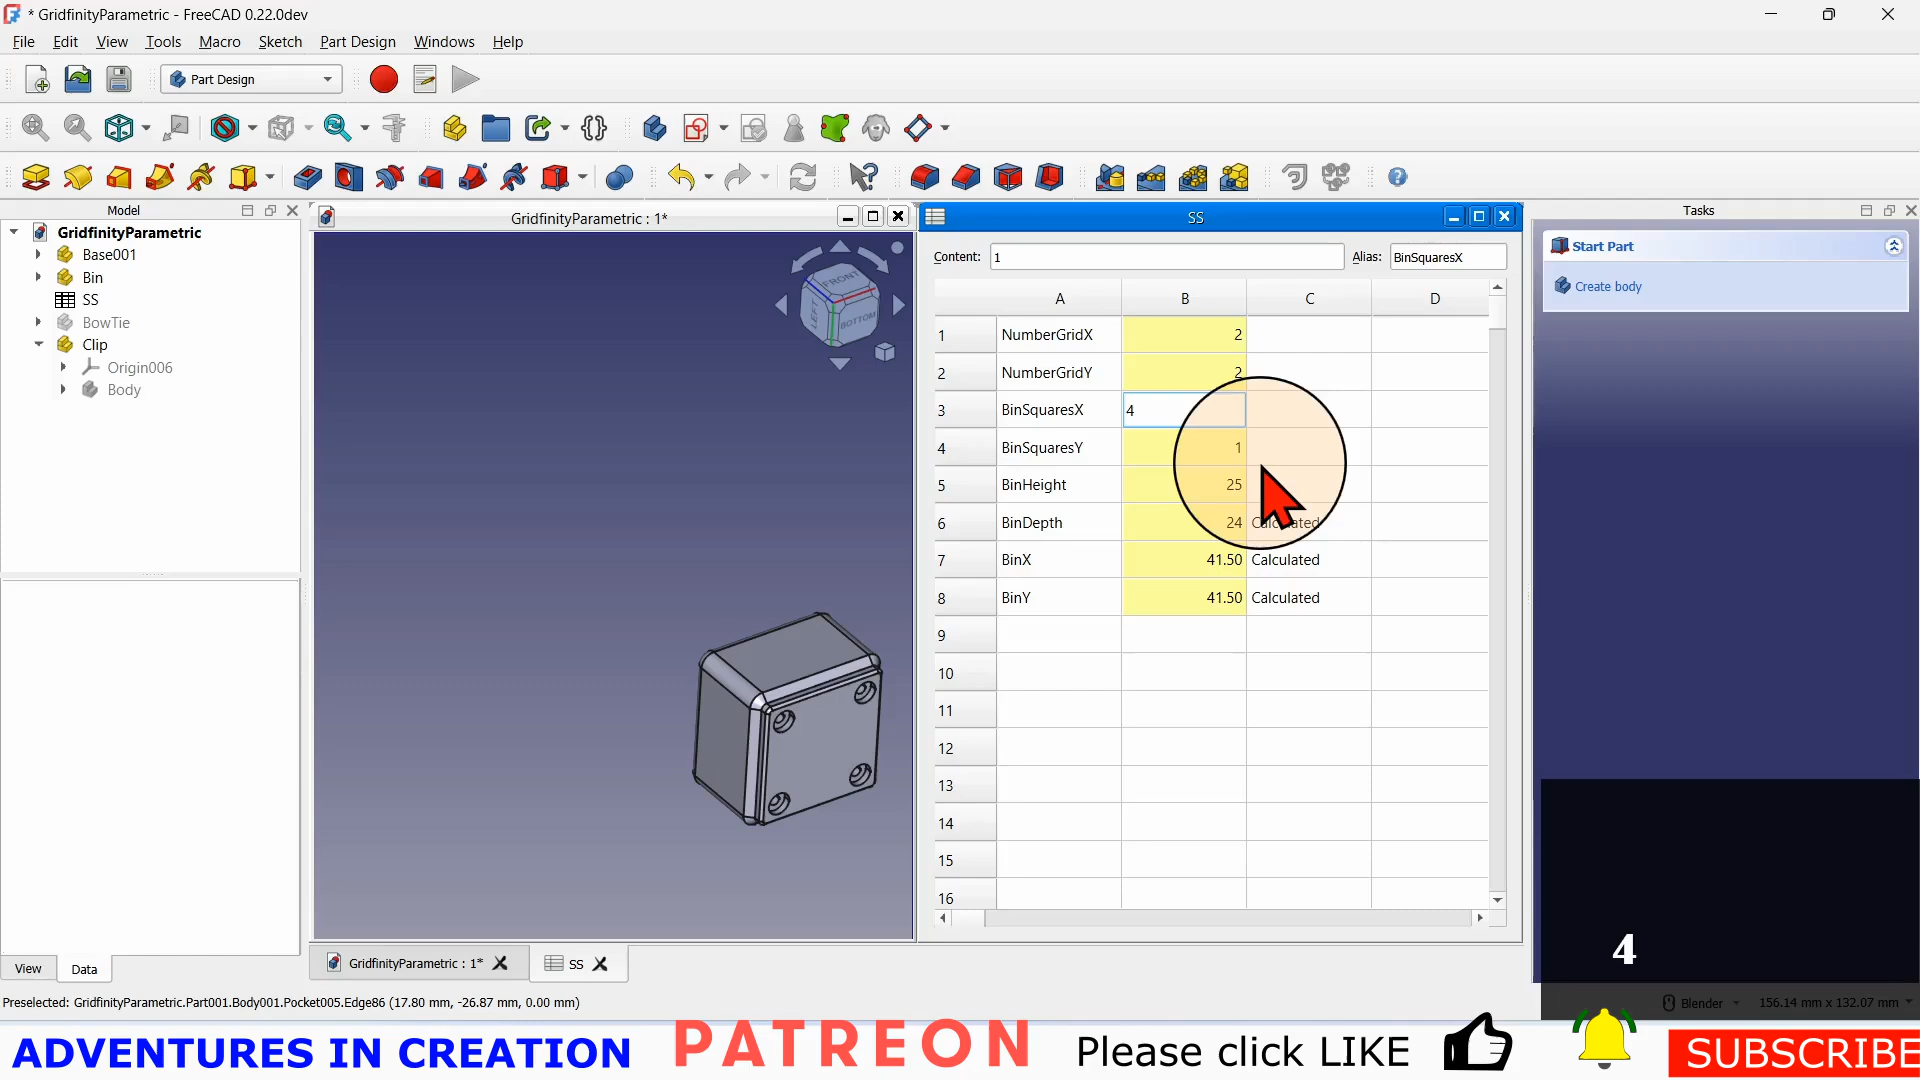 * GridfinityParametric - FreeCAD 0.22.0dev
File Edit View Tools Macro Sketch Part Design Windows Help
Part Design
Model
GridfinityParametric
Base001
Bin
SS
BowTie
Clip
Origin006
Body
View Data
GridfinityParametric : 1*
FRONT
LEFT
BOTTOM
GridfinityParametric : 1*
SS
SS
Content: 1 Alias: BinSquaresX
A B C D
1 NumberGridX 2
2 NumberGridY 2
3 BinSquaresX 4
4 BinSquaresY 1
5 BinHeight 25
6 BinDepth 24 Calculated
7 BinX 41.50 Calculated
8 BinY 41.50 Calculated
9
10
11
12
13
14
15
16
Tasks
Start Part
Create body
4
Preselected: GridfinityParametric.Part001.Body001.Pocket005.Edge86 (17.80 mm, -26.87 mm, 0.00 mm)
Blender 156.14 mm x 132.07 mm
ADVENTURES IN CREATION PATREON Please click LIKE SUBSCRIBE